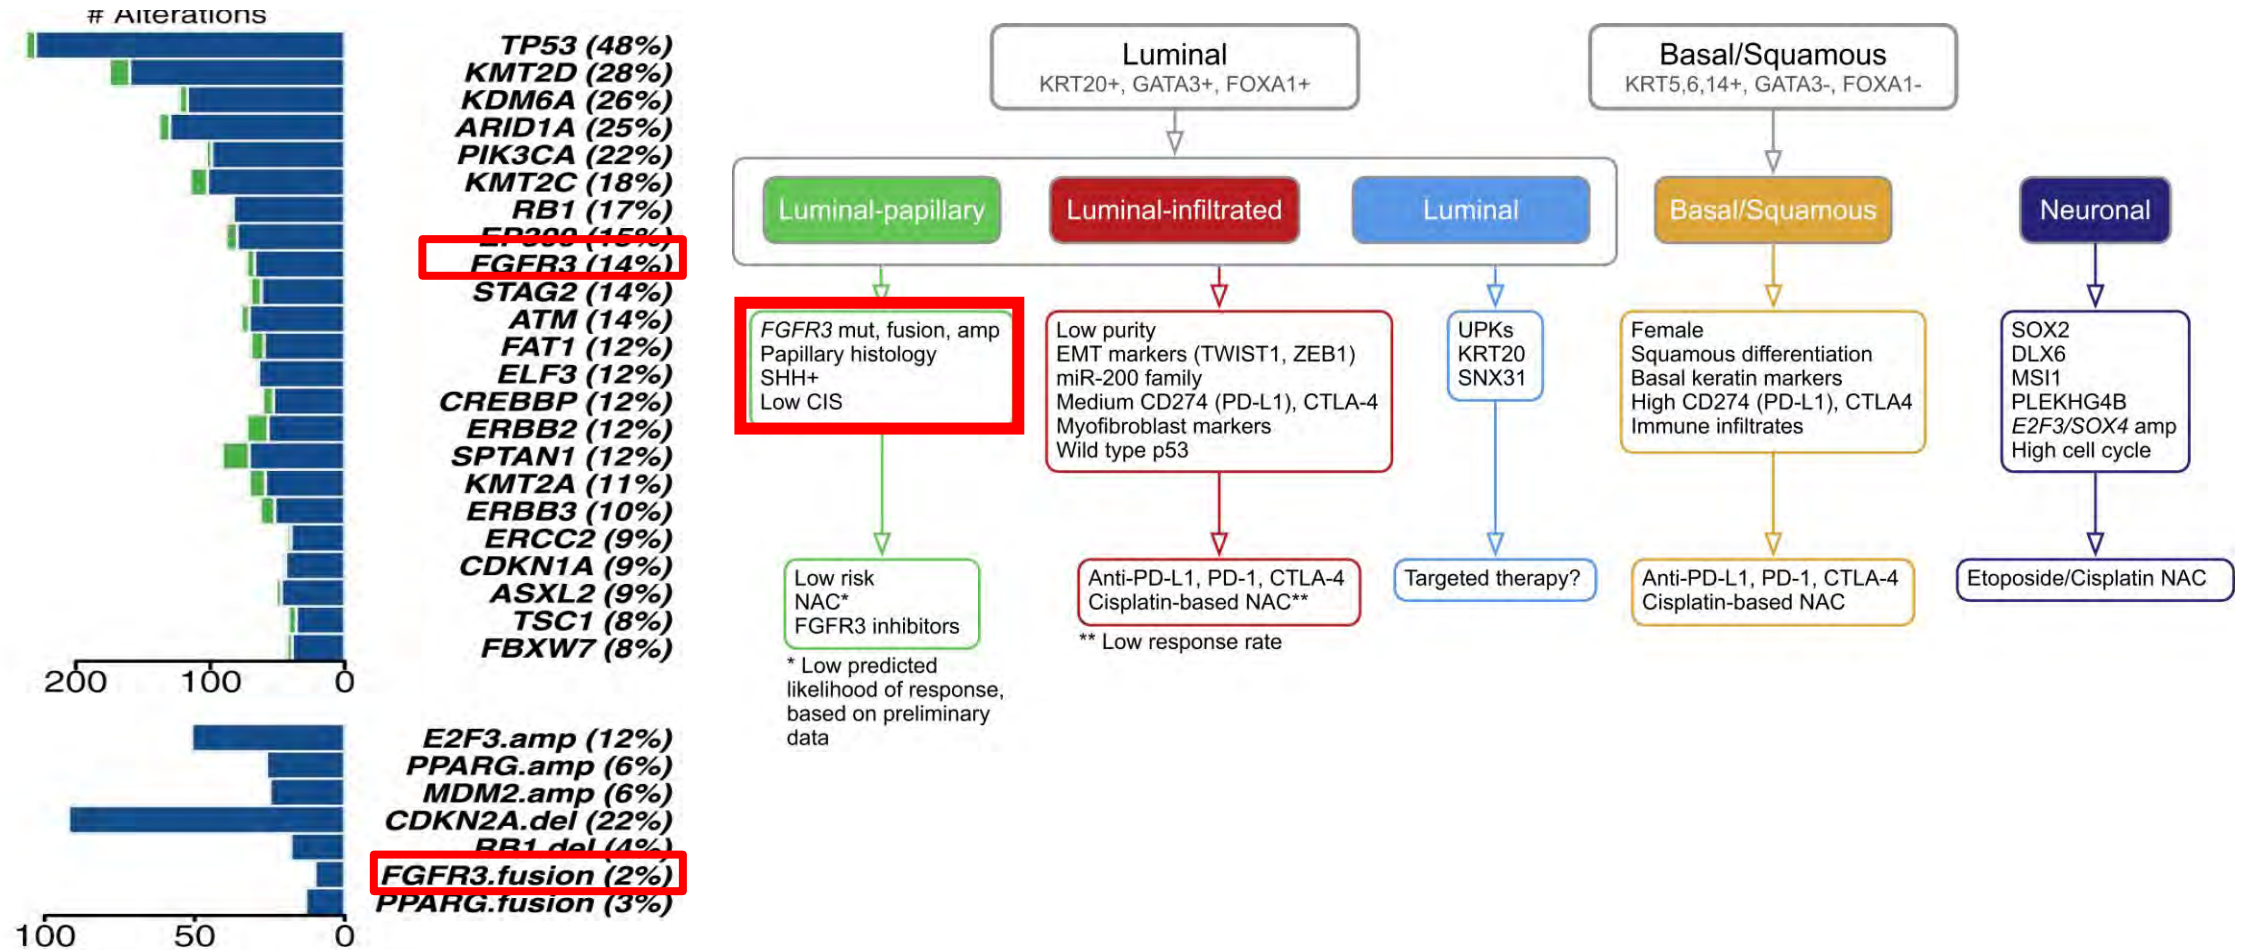 # Alterations
TP53 (48%)
KMT2D (28%)
KDM6A (26%)
ARID1A (25%)
PIK3CA (22%)
KMT2C (18%)
RB1 (17%)
EP300 (15%)
FGFR3 (14%)
STAG2 (14%)
ATM (14%)
FAT1 (12%)
ELF3 (12%)
CREBBP (12%)
ERBB2 (12%)
SPTAN1 (12%)
KMT2A (11%)
ERBB3 (10%)
ERCC2 (9%)
CDKN1A (9%)
ASXL2 (9%)
TSC1 (8%)
FBXW7 (8%)
200 100 0
E2F3.amp (12%)
PPARG.amp (6%)
MDM2.amp (6%)
CDKN2A.del (22%)
RB1.del (4%)
FGFR3.fusion (2%)
PPARG.fusion (3%)
100 50 0
Luminal
KRT20+, GATA3+, FOXA1+
Basal/Squamous
KRT5,6,14+, GATA3-, FOXA1-
Luminal-papillary
Luminal-infiltrated
Luminal
Basal/Squamous
Neuronal
FGFR3 mut, fusion, amp
Papillary histology
SHH+
Low CIS
Low purity
EMT markers (TWIST1, ZEB1)
miR-200 family
Medium CD274 (PD-L1), CTLA-4
Myofibroblast markers
Wild type p53
UPKs
KRT20
SNX31
Female
Squamous differentiation
Basal keratin markers
High CD274 (PD-L1), CTLA4
Immune infiltrates
SOX2
DLX6
MSI1
PLEKHG4B
E2F3/SOX4 amp
High cell cycle
Low risk
NAC*
FGFR3 inhibitors
* Low predicted
likelihood of response,
based on preliminary
data
Anti-PD-L1, PD-1, CTLA-4
Cisplatin-based NAC**
** Low response rate
Targeted therapy?
Anti-PD-L1, PD-1, CTLA-4
Cisplatin-based NAC
Etoposide/Cisplatin NAC